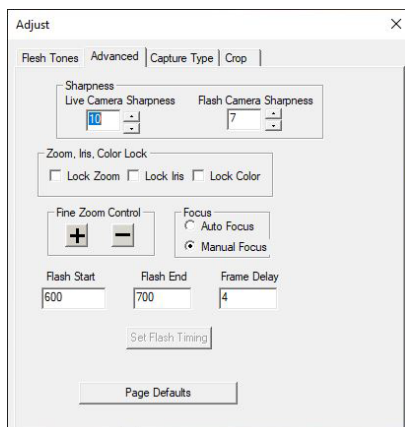 Adjust
Flesh Tones Advanced Capture Type Crop
Sharpness
Live Camera Sharpness Flash Camera Sharpness
10 7
Zoom, Iris, Color Lock
Lock Zoom Lock Iris Lock Color
Fine Zoom Control Focus
Auto Focus
+ − Manual Focus
Flash Start Flash End Frame Delay
600 700 4
Set Flash Timing
Page Defaults